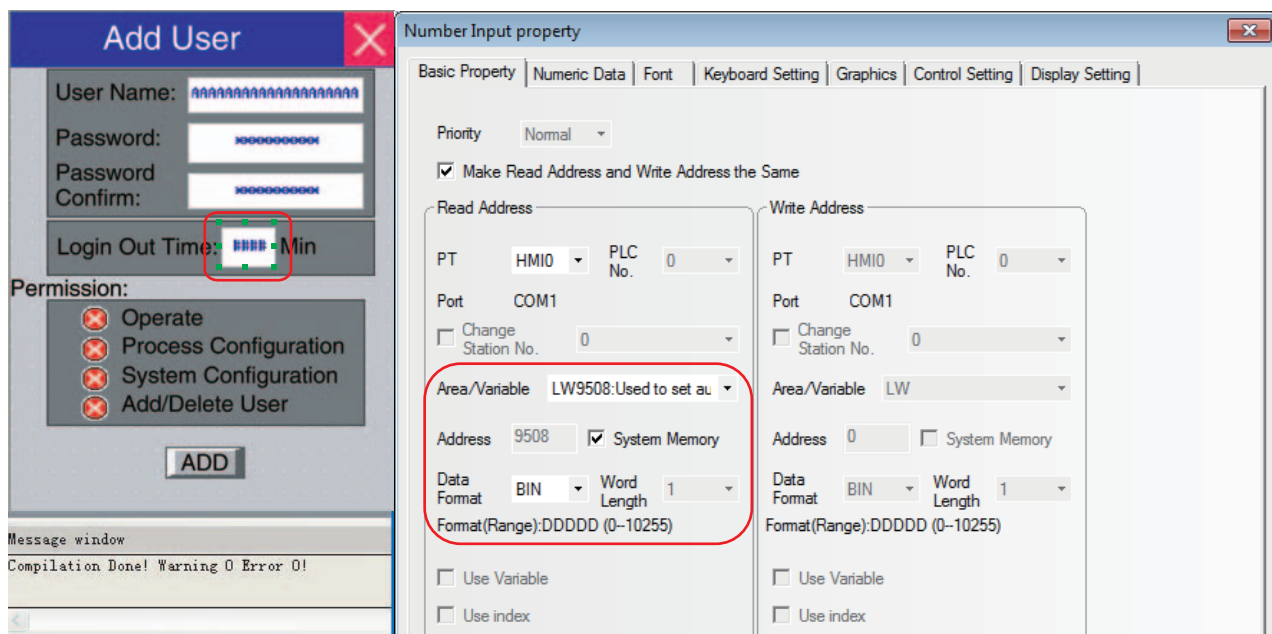 Add User
User Name: AAAAAAAAAAAAAAAAAAAA
Password: ***********
Password
Confirm: ***********
Login Out Time: #### Min
Permission:
Operate
Process Configuration
System Configuration
Add/Delete User
ADD
Message window
Compilation Done! Warning 0 Error 0!
Number Input property
Basic Property Numeric Data Font Keyboard Setting Graphics Control Setting Display Setting
Priority Normal
Make Read Address and Write Address the Same
Read Address
PT HMI0 PLC No. 0
Port COM1
Change Station No. 0
Area/Variable LW9508:Used to set au
Address 9508 System Memory
Data Format BIN Word Length 1
Format(Range):DDDDD (0--10255)
Use Variable
Use index
Write Address
PT HMI0 PLC No. 0
Port COM1
Change Station No. 0
Area/Variable LW
Address 0 System Memory
Data Format BIN Word Length 1
Format(Range):DDDDD (0--10255)
Use Variable
Use index